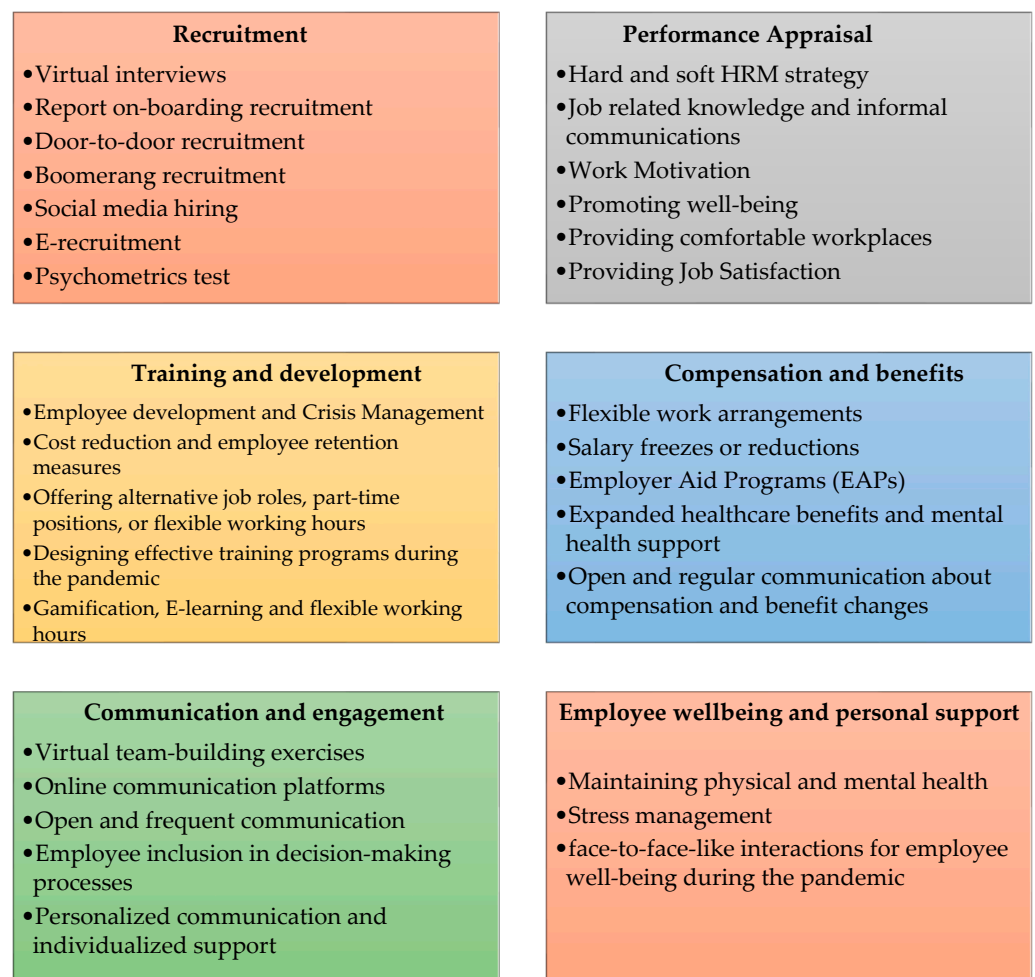 Recruitment
•Virtual interviews
•Report on-boarding recruitment
•Door-to-door recruitment
•Boomerang recruitment
•Social media hiring
•E-recruitment
•Psychometrics test
Performance Appraisal
•Hard and soft HRM strategy
•Job related knowledge and informal
communications
•Work Motivation
•Promoting well-being
•Providing comfortable workplaces
•Providing Job Satisfaction
Training and development
•Employee development and Crisis Management
•Cost reduction and employee retention
measures
•Offering alternative job roles, part-time
positions, or flexible working hours
•Designing effective training programs during
the pandemic
•Gamification, E-learning and flexible working
hours
Compensation and benefits
•Flexible work arrangements
•Salary freezes or reductions
•Employer Aid Programs (EAPs)
•Expanded healthcare benefits and mental
health support
•Open and regular communication about
compensation and benefit changes
Communication and engagement
•Virtual team-building exercises
•Online communication platforms
•Open and frequent communication
•Employee inclusion in decision-making
processes
•Personalized communication and
individualized support
Employee wellbeing and personal support
•Maintaining physical and mental health
•Stress management
•face-to-face-like interactions for employee
well-being during the pandemic